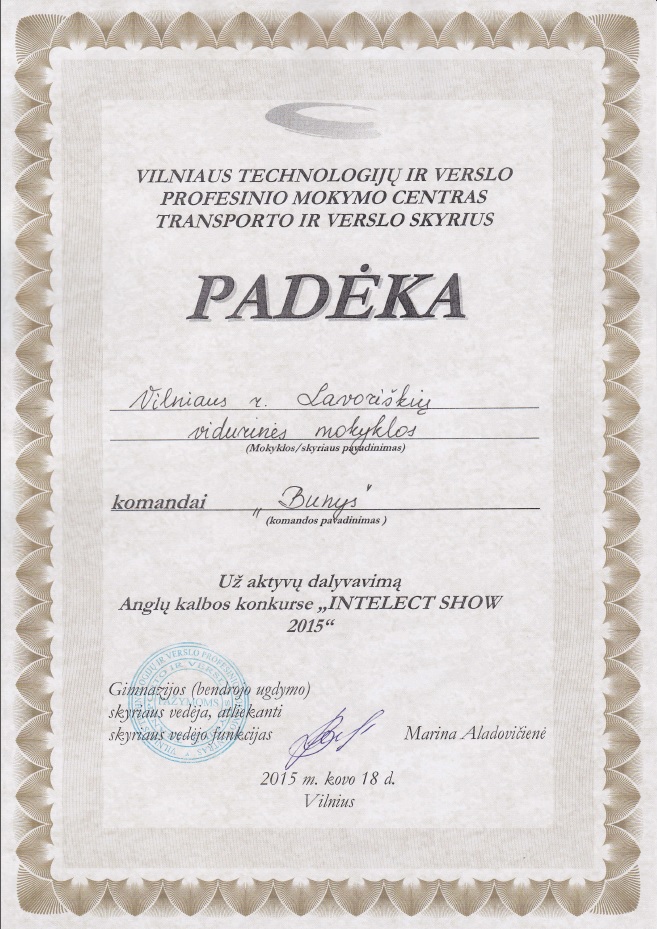 VILNIAUS TECHNOLOGIJŲ IR VERSLO
PROFESINIO MOKYMO CENTRAS
TRANSPORTO IR VERSLO SKYRIUS
PADĖKA
Vilniaus r. Lavoriškių
vidurinės mokyklos
(Mokyklos/skyriaus pavadinimas)
komandai „Bunys"
(komandos pavadinimas )
Už aktyvų dalyvavimą
Anglų kalbos konkurse „INTELECT SHOW
2015“
Gimnazijos (bendrojo ugdymo)
skyriaus vedėja, atliekanti
skyriaus vedėjo funkcijas Marina Aladovičienė
PAŽYMOMS
2015 m. kovo 18 d.
Vilnius